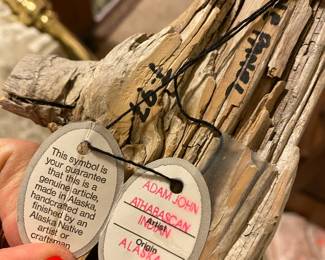 This symbol is
your guarantee
that this is a
genuine article,
made in Alaska,
handcrafted and
finished by an
Alaska Native
artist or
craftsman
ADAM JOHN
ATHABASCAN
Artist
INDIAN
Origin
ALASKA